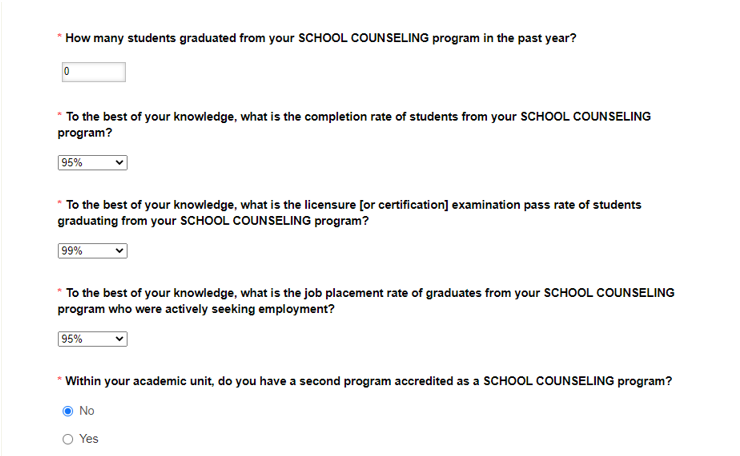 * How many students graduated from your SCHOOL COUNSELING program in the past year?
0
* To the best of your knowledge, what is the completion rate of students from your SCHOOL COUNSELING
program?
95%
* To the best of your knowledge, what is the licensure [or certification] examination pass rate of students
graduating from your SCHOOL COUNSELING program?
99%
* To the best of your knowledge, what is the job placement rate of graduates from your SCHOOL COUNSELING
program who were actively seeking employment?
95%
* Within your academic unit, do you have a second program accredited as a SCHOOL COUNSELING program?
No
Yes